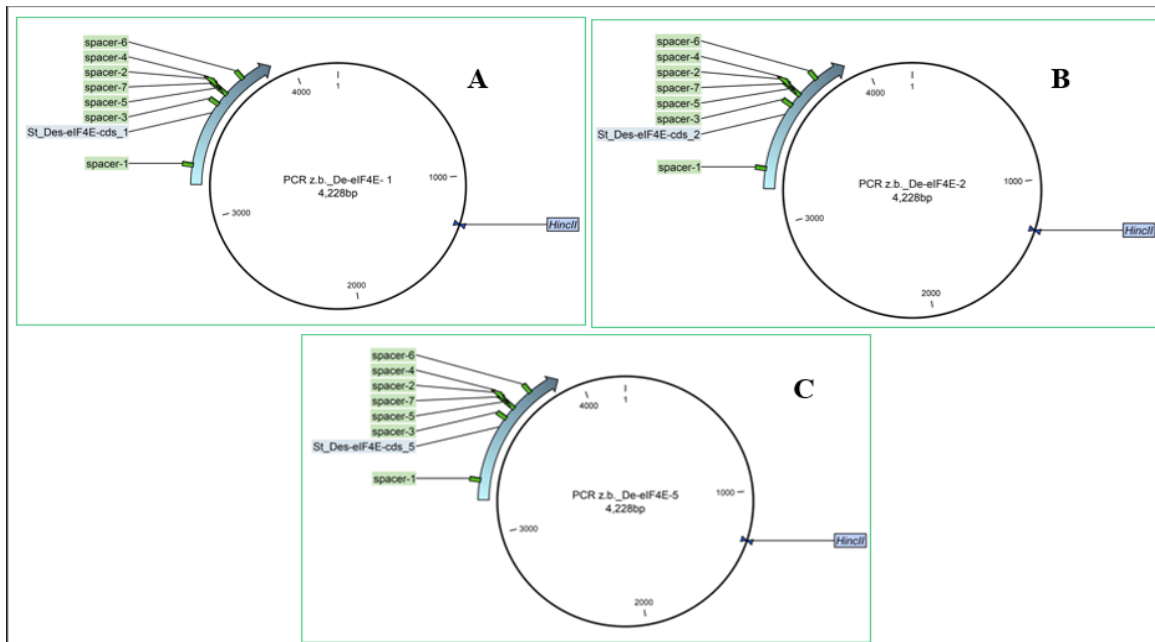 A
spacer-6
spacer-4
spacer-2
spacer-7
spacer-5
spacer-3
St_Des-eIF4E-cds_1
spacer-1
1
4000
1000
PCR z.b._De-eIF4E- 1
4,228bp
3000
HincII
2000
B
spacer-6
spacer-4
spacer-2
spacer-7
spacer-5
spacer-3
St_Des-eIF4E-cds_2
spacer-1
1
4000
1000
PCR z.b._De-eIF4E-2
4,228bp
3000
HincII
2000
C
spacer-6
spacer-4
spacer-2
spacer-7
spacer-5
spacer-3
St_Des-eIF4E-cds_5
spacer-1
1
4000
1000
PCR z.b._De-eIF4E-5
4,228bp
3000
HincII
2000